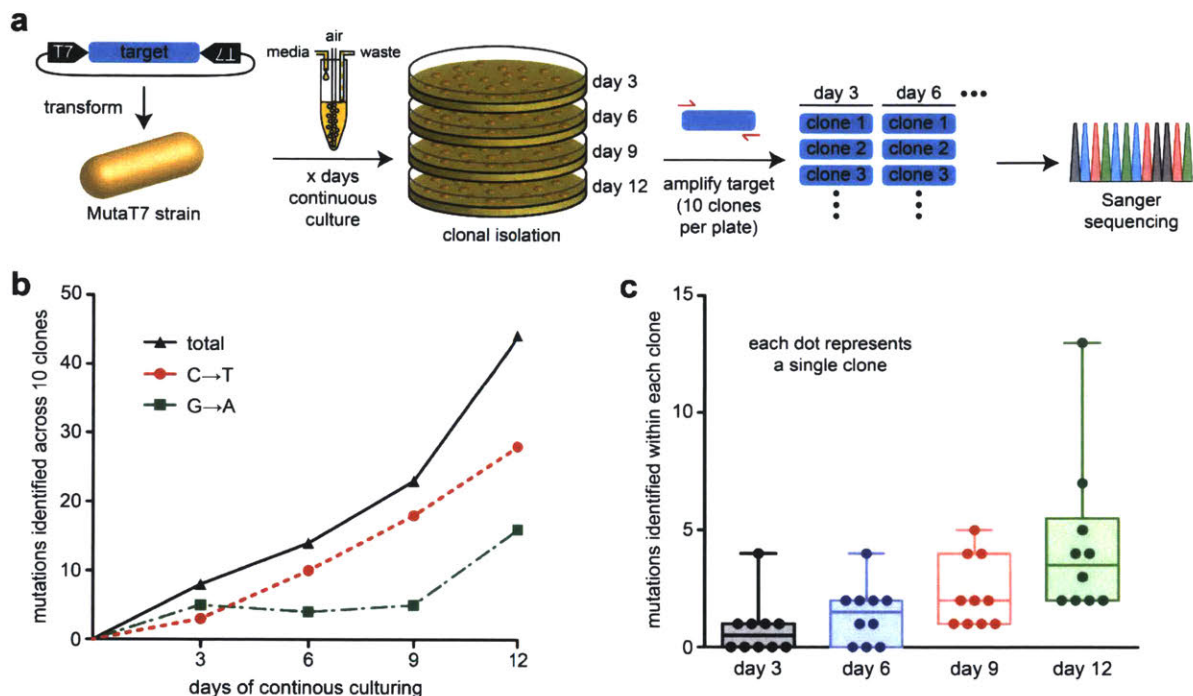 a
T7 target T7
transform
MutaT7 strain
air
media waste
x days
continuous
culture
day 3
day 6
day 9
day 12
clonal isolation
amplify target
(10 clones
per plate)
day 3 day 6
clone 1 clone 1
clone 2 clone 2
clone 3 clone 3
Sanger
sequencing
b
mutations identified across 10 clones
50
40
30
20
10
0
total
C→T
G→A
3 6 9 12
days of continous culturing
c
mutations identified within each clone
15
10
5
0
each dot represents
a single clone
day 3 day 6 day 9 day 12